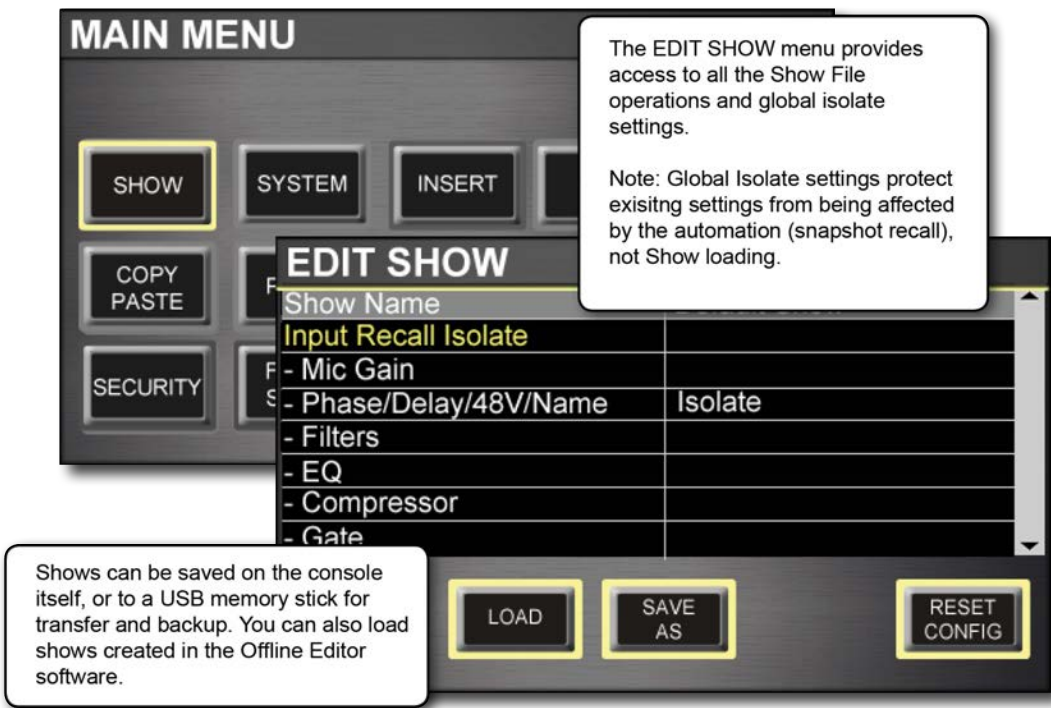 MAIN MENU
The EDIT SHOW menu provides
access to all the Show File
operations and global isolate
settings.
Note: Global Isolate settings protect
exisitng settings from being affected
by the automation (snapshot recall),
not Show loading.
SHOW
SYSTEM
INSERT
COPY
PASTE
SECURITY
EDIT SHOW
Show Name
Input Recall Isolate
- Mic Gain
- Phase/Delay/48V/Name Isolate
- Filters
- EQ
- Compressor
- Gate
Shows can be saved on the console
itself, or to a USB memory stick for
transfer and backup. You can also load
shows created in the Offline Editor
software.
LOAD
SAVE
AS
RESET
CONFIG